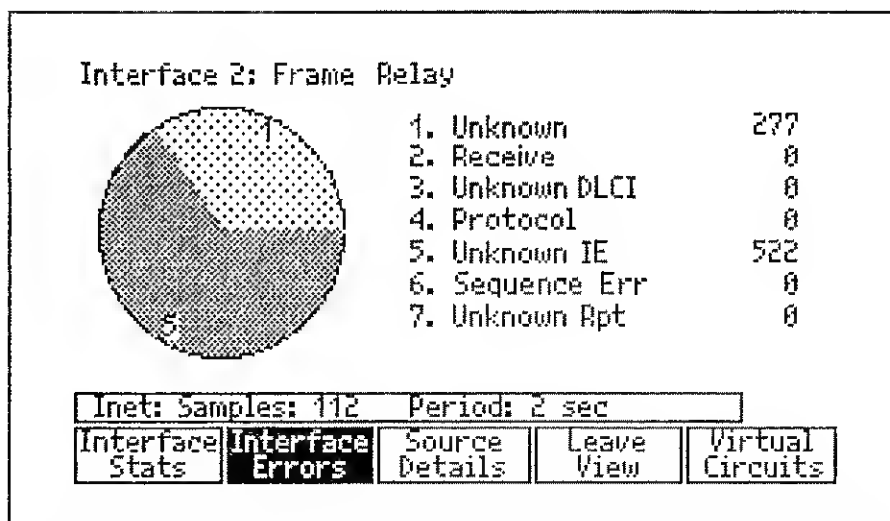 Interface 2: Frame Relay
1. Unknown 277
2. Receive 0
3. Unknown DLCI 0
4. Protocol 0
5. Unknown IE 522
6. Sequence Err 0
7. Unknown Rpt 0
1
5
Inet: Samples: 112 Period: 2 sec
Interface Stats
Interface Errors
Source Details
Leave View
Virtual Circuits